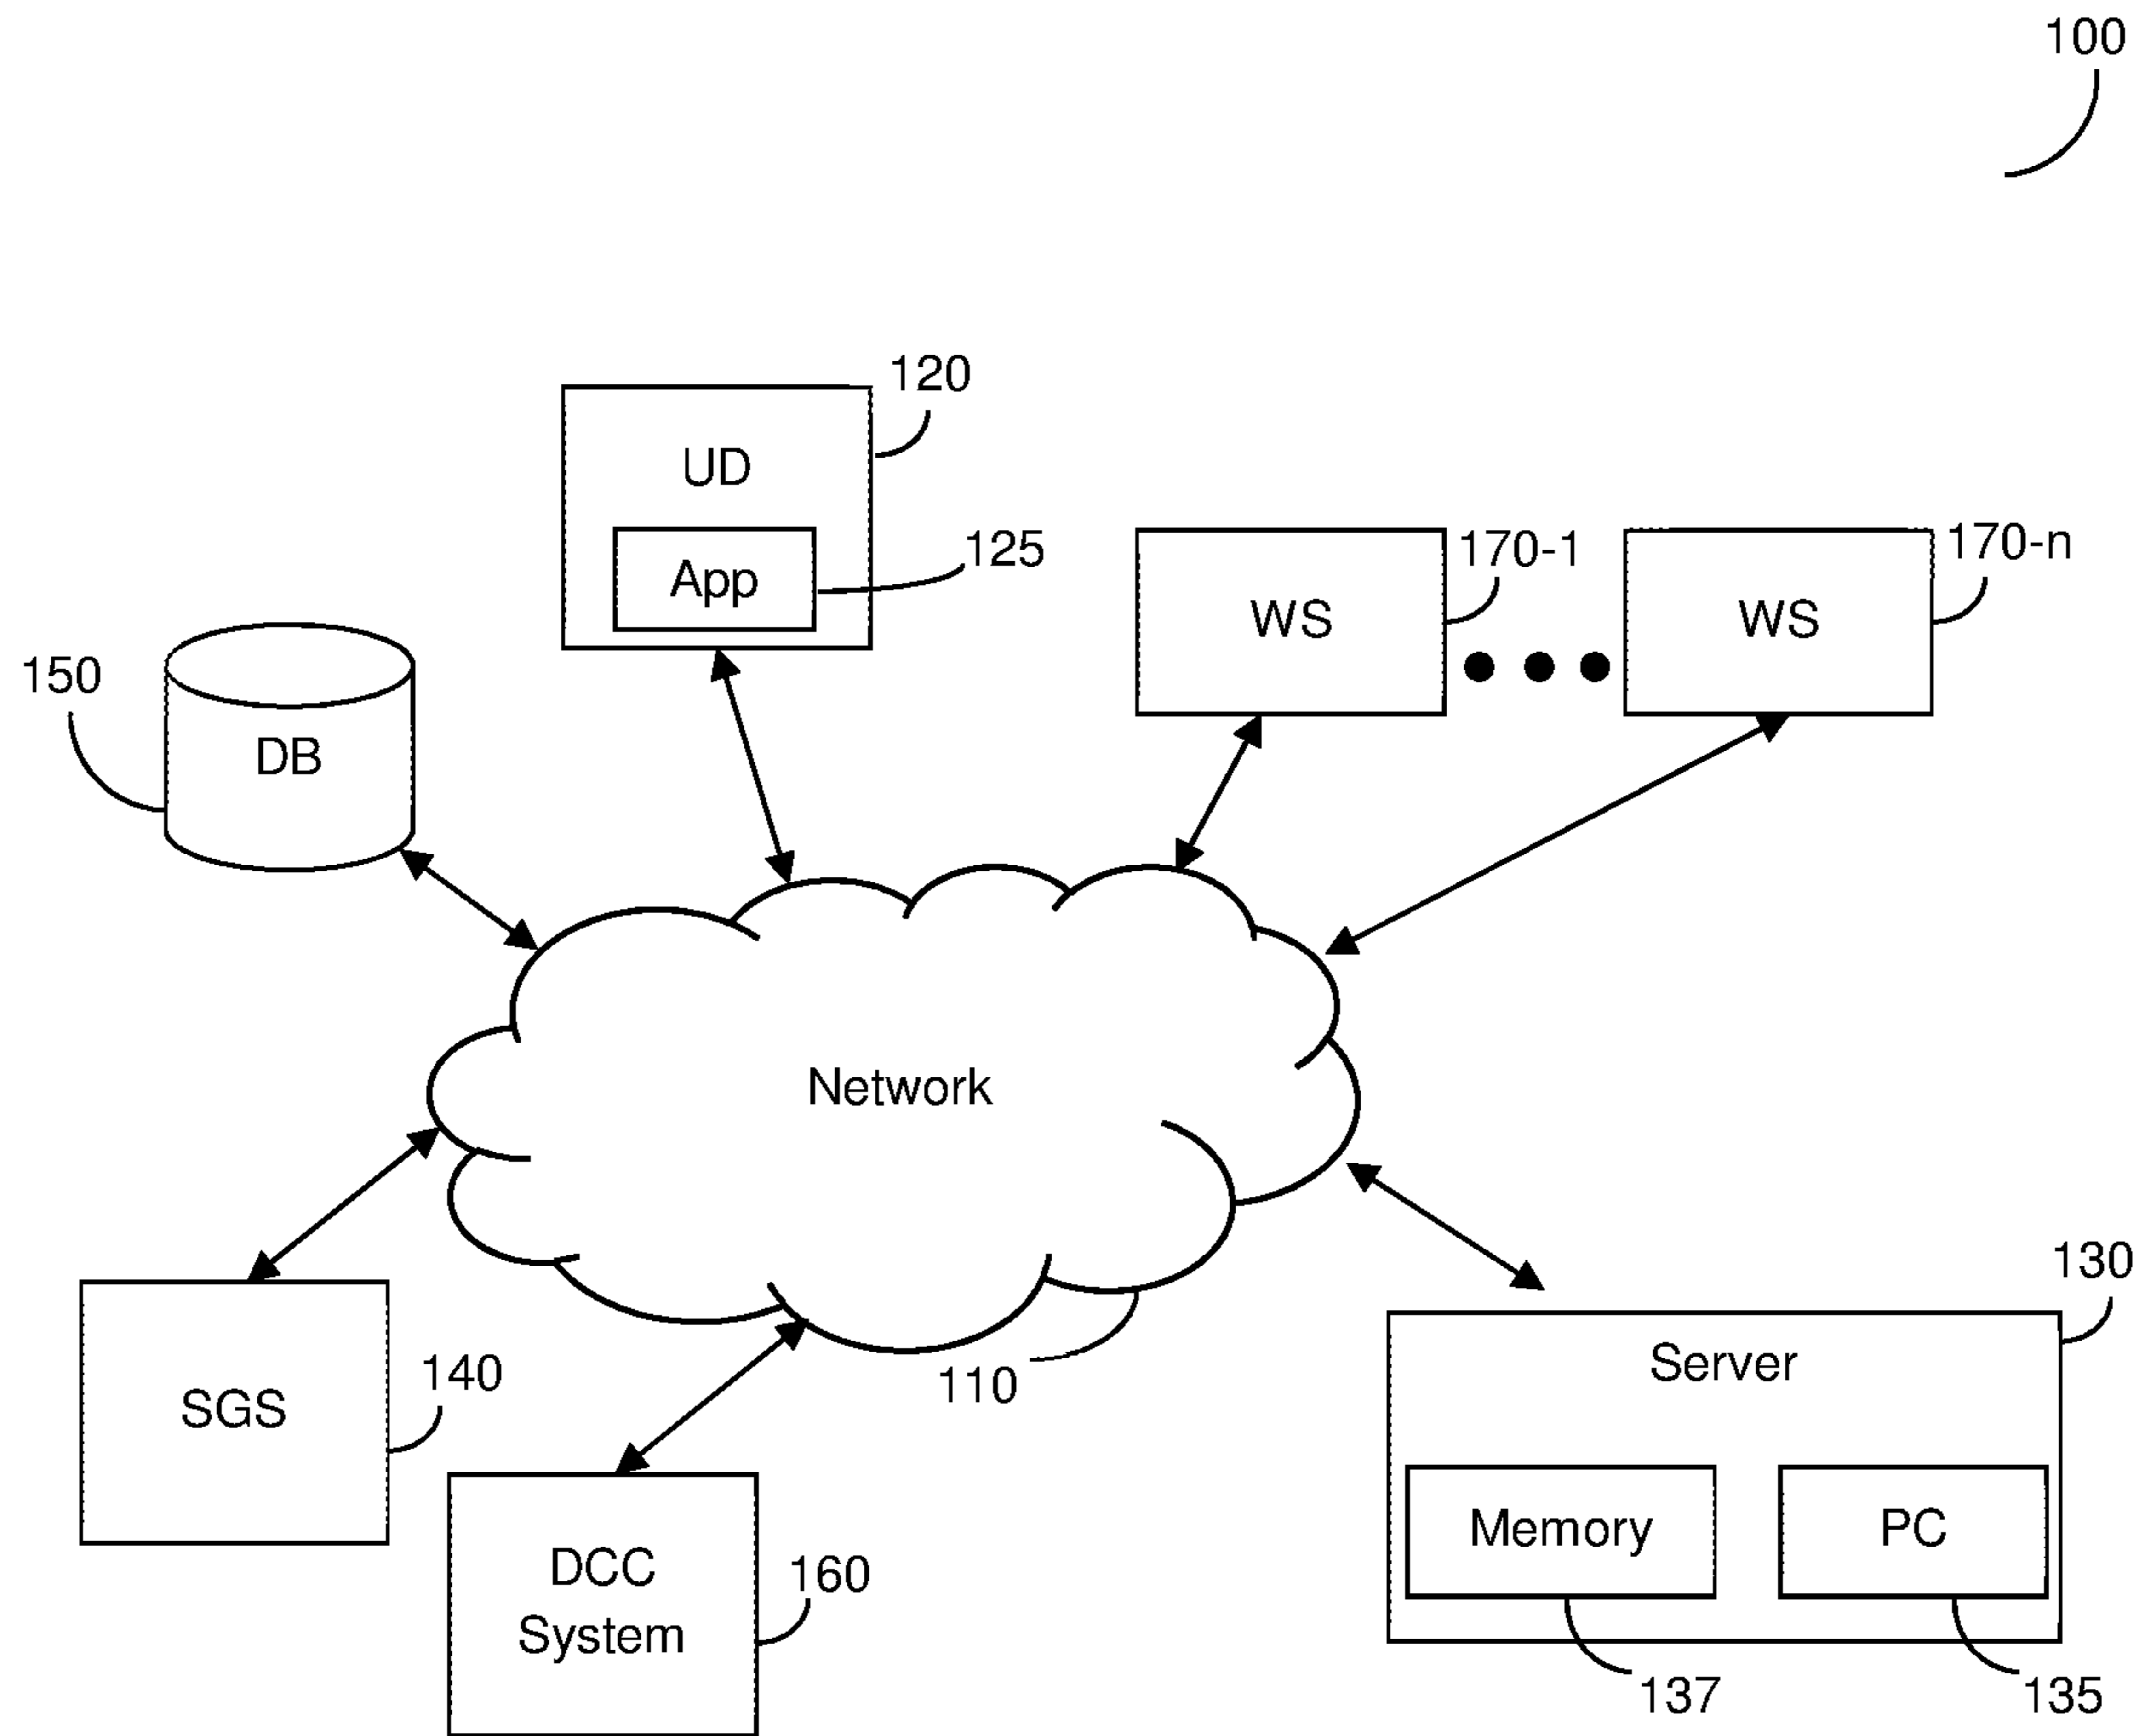 100
120
UD
125
App
170-1
WS
170-n
WS
150
DB
Network
110
130
Server
Memory
PC
137
135
140
SGS
160
DCC
System